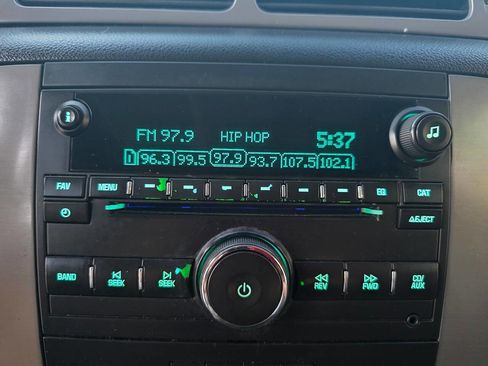 FM 97.9 HIP HOP 5:37
1 96.3 99.5 97.9 93.7 107.5 102.1
FAV MENU EQ CAT
EJECT
BAND SEEK SEEK REV FWD CD/
AUX